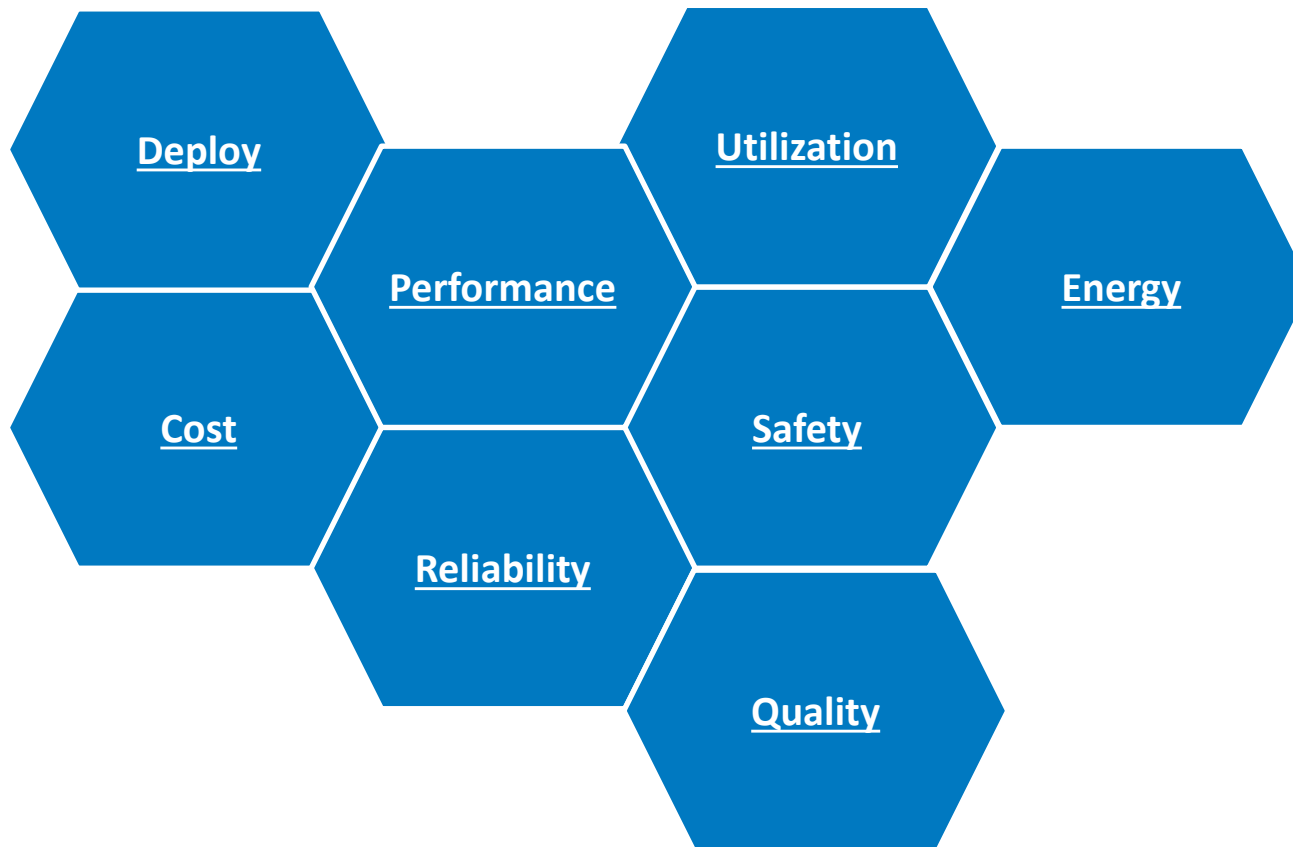 Deploy
Utilization
Performance
Energy
Cost
Safety
Reliability
Quality